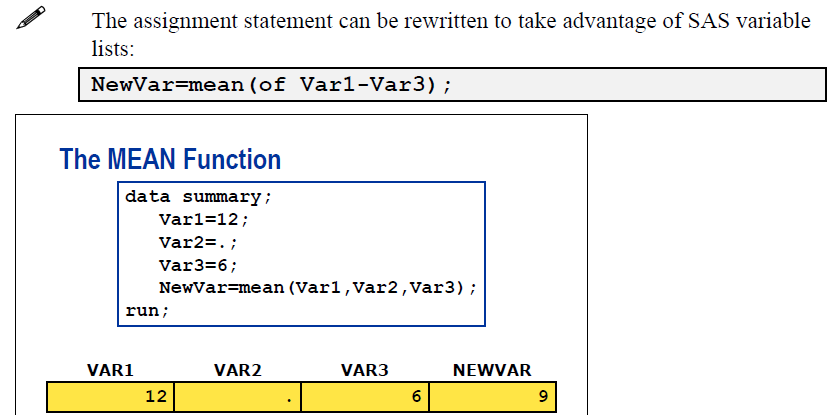 The assignment statement can be rewritten to take advantage of SAS variable
lists:
NewVar=mean(of Var1-Var3);
The MEAN Function
data summary;
Var1=12;
Var2=.;
Var3=6;
NewVar=mean(Var1,Var2,Var3);
run;
VAR1 VAR2 VAR3 NEWVAR
12 . 6 9